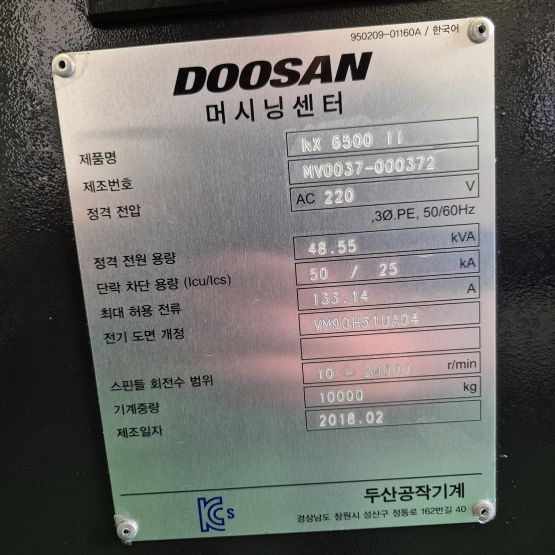 950209-01160A / 한국어
DOOSAN
머시닝센터
제품명 NX 6500 II
제조번호 MV0037-000372
정격 전압 AC 220 V
,3Ø.PE, 50/60Hz
정격 전원 용량 48.55 kVA
단락 차단 용량 (Icu/Ics) 50 / 25 kA
최대 허용 전류 133.14 A
전기 도면 개정 VM90H31UA04
스핀들 회전수 범위 10 - 20000 r/min
기계중량 10000 kg
제조일자 2018.02
KCs
두산공작기계
경상남도 창원시 성산구 정동로 162번길 40